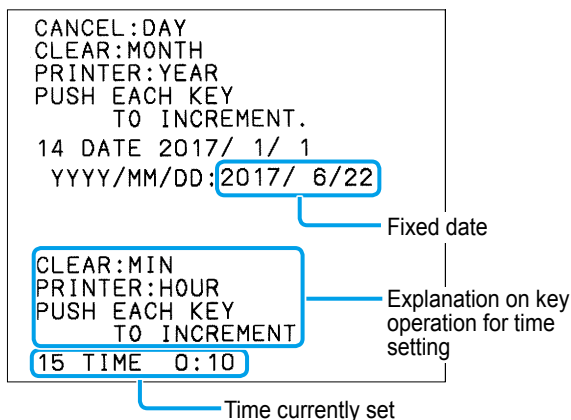 CANCEL:DAY
CLEAR:MONTH
PRINTER:YEAR
PUSH EACH KEY
TO INCREMENT.
14 DATE 2017/ 1/ 1
YYYY/MM/DD:2017/ 6/22
Fixed date
CLEAR:MIN
PRINTER:HOUR
PUSH EACH KEY
TO INCREMENT
Explanation on key
operation for time
setting
15 TIME 0:10
Time currently set